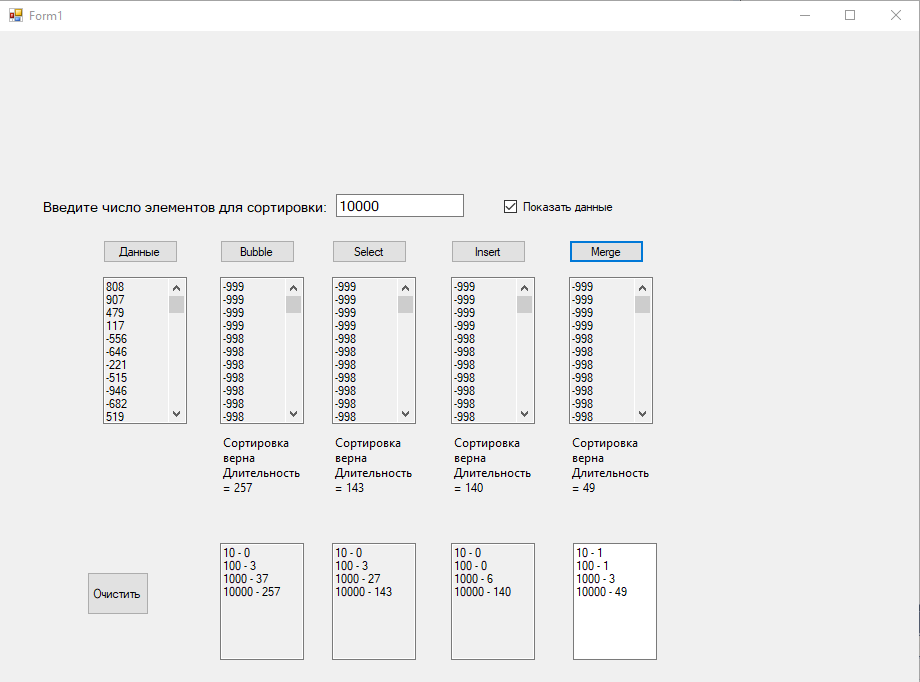 Form1
Введите число элементов для сортировки:
10000
Показать данные
Данные
Bubble
Select
Insert
Merge
808
907
479
117
-556
-646
-221
-515
-946
-682
519
-999
-999
-999
-999
-998
-998
-998
-998
-998
-998
-998
-999
-999
-999
-999
-998
-998
-998
-998
-998
-998
-998
-999
-999
-999
-999
-998
-998
-998
-998
-998
-998
-998
-999
-999
-999
-999
-998
-998
-998
-998
-998
-998
-998
Сортировка
верна
Длительность
= 257
Сортировка
верна
Длительность
= 143
Сортировка
верна
Длительность
= 140
Сортировка
верна
Длительность
= 49
Очистить
10 - 0
100 - 3
1000 - 37
10000 - 257
10 - 0
100 - 3
1000 - 27
10000 - 143
10 - 0
100 - 0
1000 - 6
10000 - 140
10 - 1
100 - 1
1000 - 3
10000 - 49